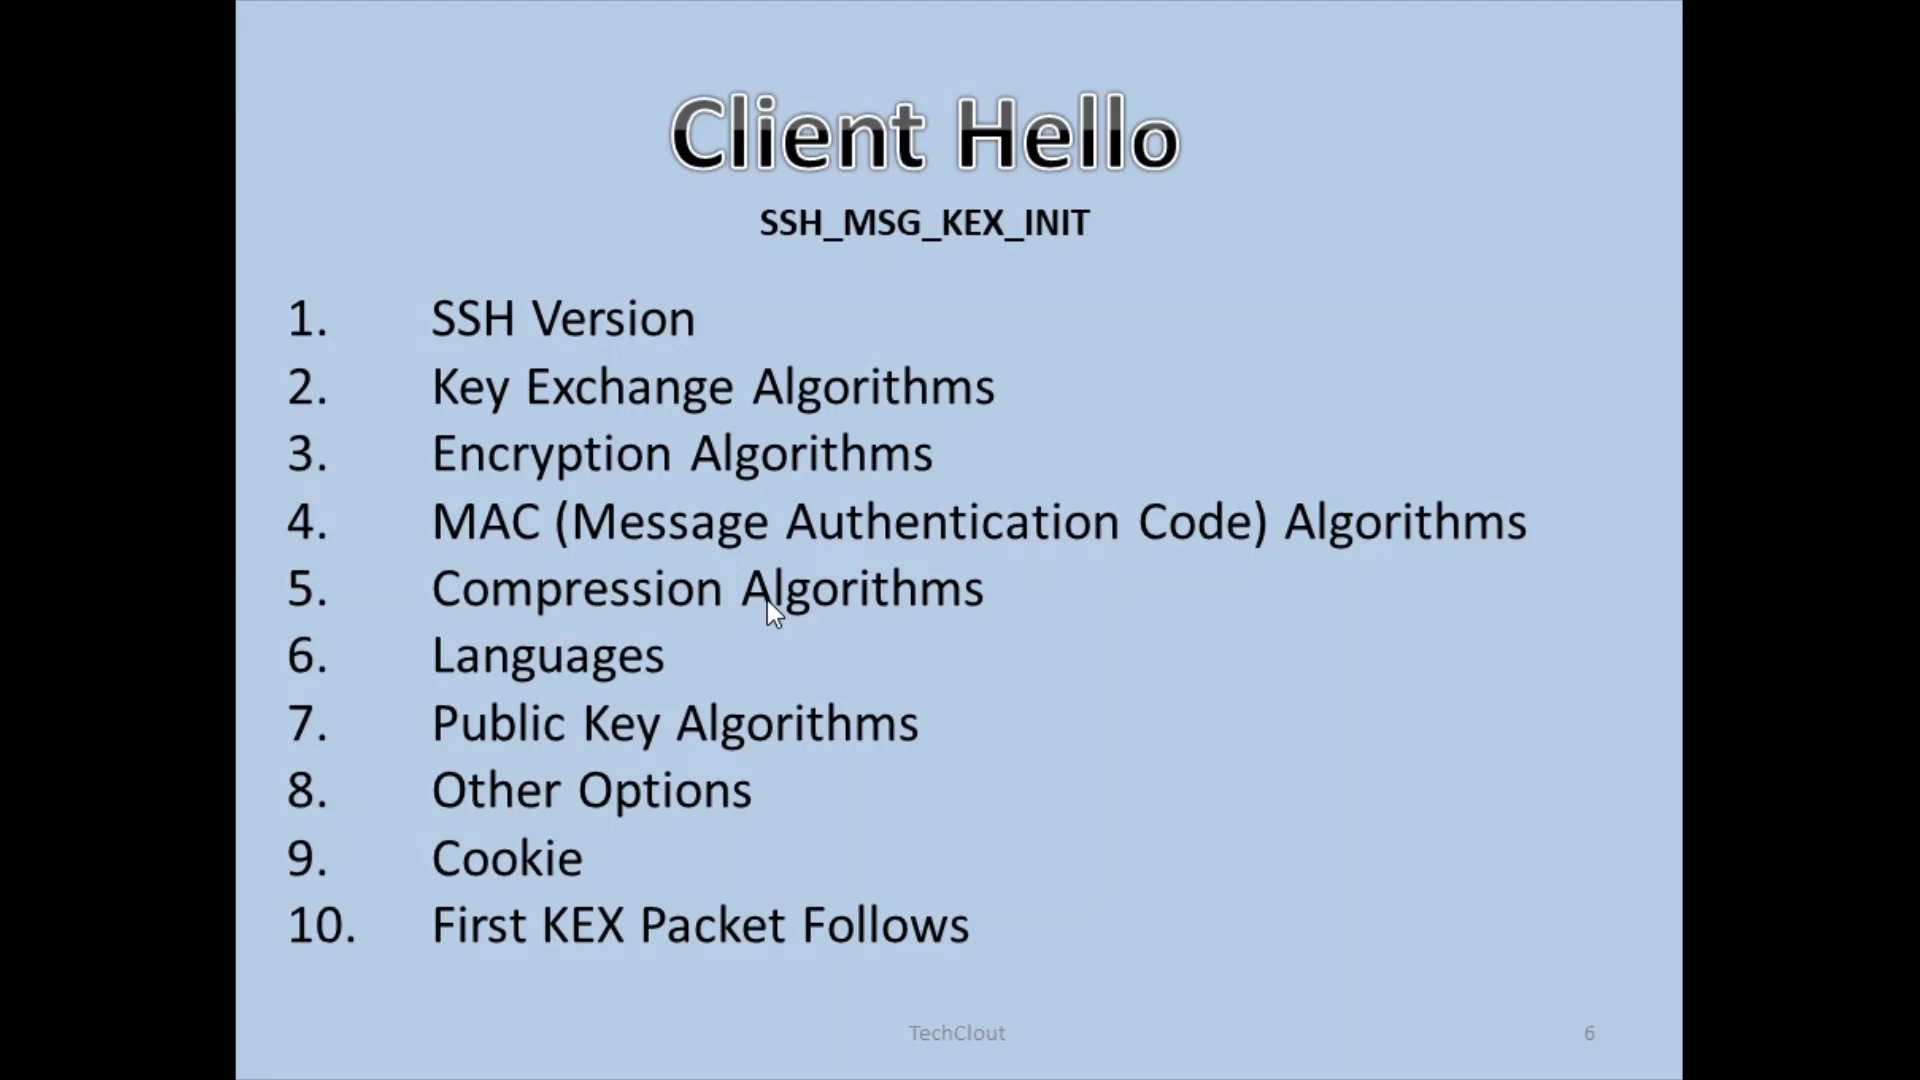 Client Hello
SSH_MSG_KEX_INIT
1. SSH Version
2. Key Exchange Algorithms
3. Encryption Algorithms
4. MAC (Message Authentication Code) Algorithms
5. Compression Algorithms
6. Languages
7. Public Key Algorithms
8. Other Options
9. Cookie
10. First KEX Packet Follows
TechClout 6